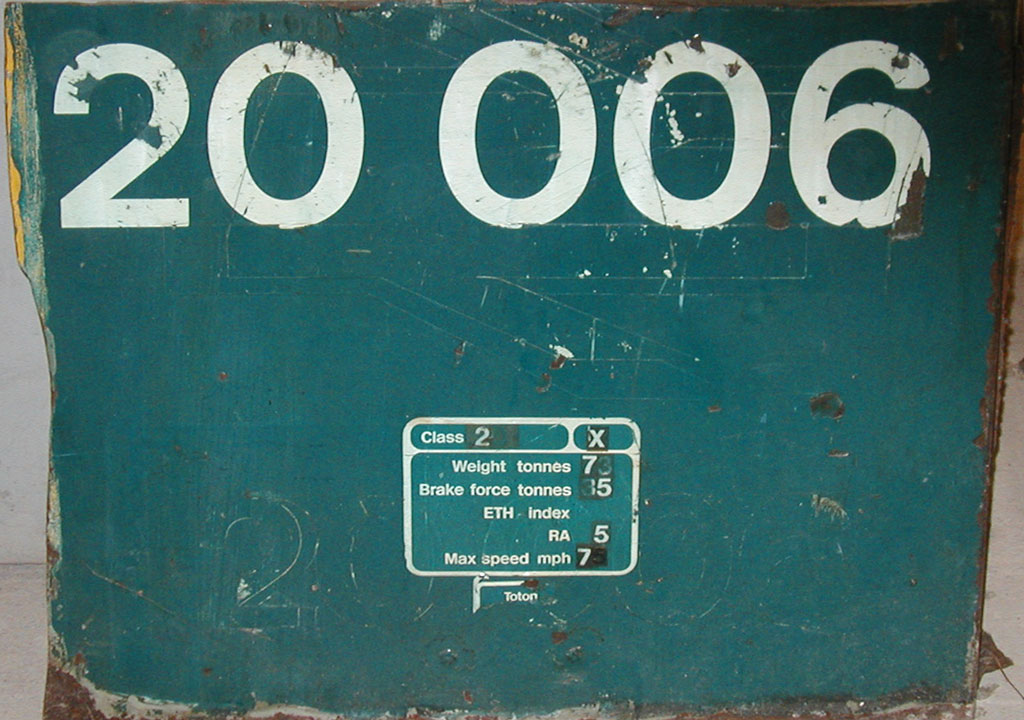 20 006
Class 2 X
Weight tonnes 73
Brake force tonnes 35
ETH index
RA 5
Max speed mph 75
Toton